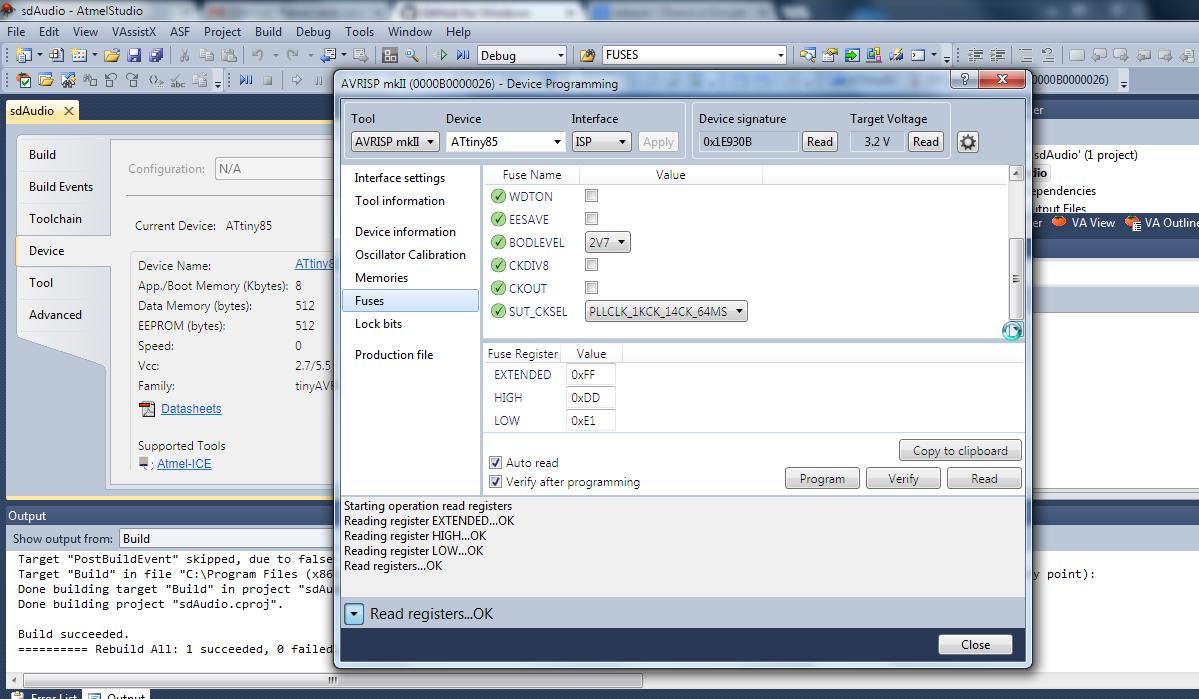 sdAudio - AtmelStudio
File Edit View VAssistX ASF Project Build Debug Tools Window Help
Debug FUSES
0000B0000026)
AVRISP mkII (0000B0000026) - Device Programming
sdAudio
Build
Build Events
Toolchain
Device
Tool
Advanced
Configuration: N/A
Current Device: ATtiny85
Device Name: ATtiny8
App./Boot Memory (Kbytes): 8
Data Memory (bytes): 512
EEPROM (bytes): 512
Speed: 0
Vcc: 2.7/5.5
Family: tinyAVR
Datasheets
Supported Tools
Atmel-ICE
Tool Device Interface Device signature Target Voltage
AVRISP mkII ATtiny85 ISP Apply 0x1E930B Read 3.2 V Read
Interface settings
Tool information
Device information
Oscillator Calibration
Memories
Fuses
Lock bits
Production file
Fuse Name Value
WDTON
EESAVE
BODLEVEL 2V7
CKDIV8
CKOUT
SUT_CKSEL PLLCLK_1KCK_14CK_64MS
Fuse Register Value
EXTENDED 0xFF
HIGH 0xDD
LOW 0xE1
Copy to clipboard
Auto read
Verify after programming
Program Verify Read
Starting operation read registers
Reading register EXTENDED...OK
Reading register HIGH...OK
Reading register LOW...OK
Read registers...OK
Read registers...OK
Close
sdAudio' (1 project)
dio
ependencies
utput Files
VA View VA Outline
Output
Show output from: Build
Target "PostBuildEvent" skipped, due to false
Target "Build" in file "C:\Program Files (x86 y point):
Done building target "Build" in project "sdAu
Done building project "sdAudio.cproj".
Build succeeded.
========== Rebuild All: 1 succeeded, 0 failed
Error List Output